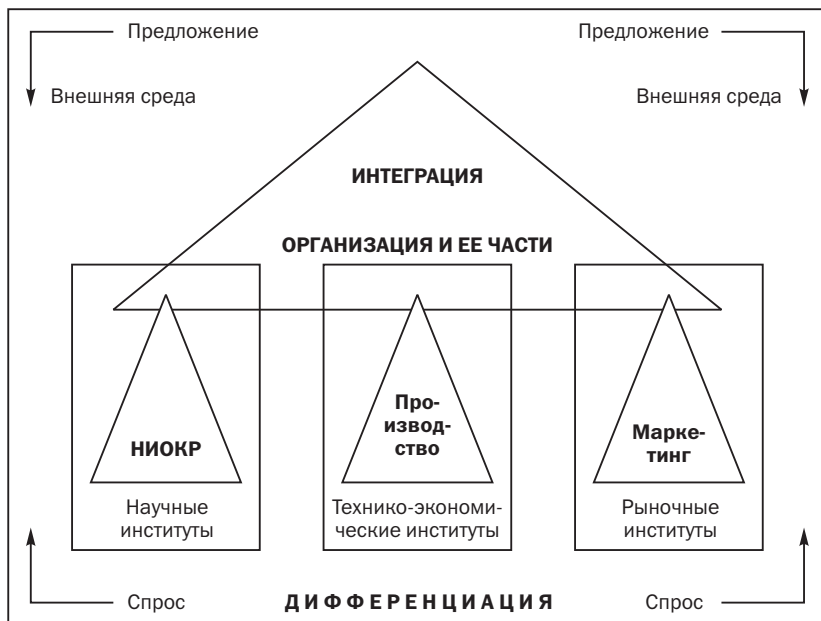 Предложение
Предложение
Внешняя среда
Внешняя среда
ИНТЕГРАЦИЯ
ОРГАНИЗАЦИЯ И ЕЕ ЧАСТИ
НИОКР
Про-
извод-
ство
Марке-
тинг
Научные
институты
Технико-экономи-
ческие институты
Рыночные
институты
Спрос
ДИФФЕРЕНЦИАЦИЯ
Спрос